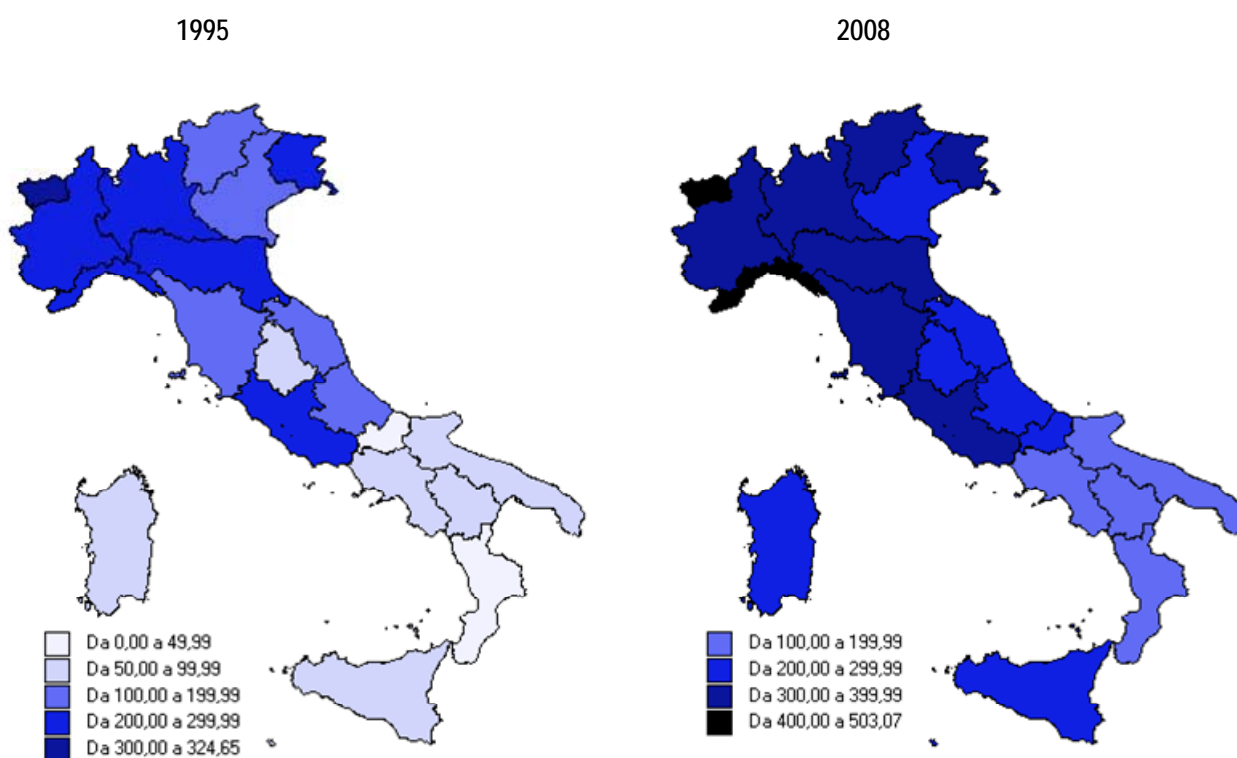 1995
2008
Da 0,00 a 49,99
Da 50,00 a 99,99
Da 100,00 a 199,99
Da 200,00 a 299,99
Da 300,00 a 324,65
Da 100,00 a 199,99
Da 200,00 a 299,99
Da 300,00 a 399,99
Da 400,00 a 503,07